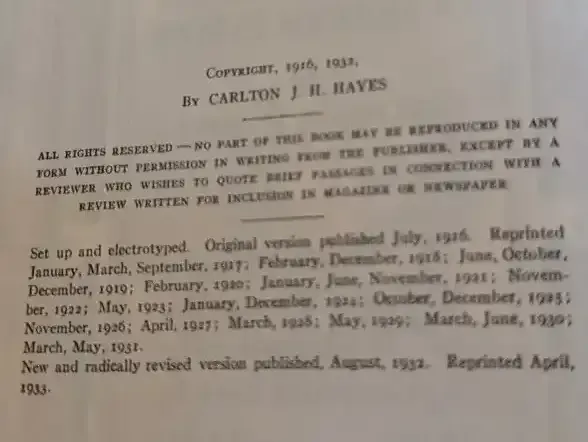 COPYRIGHT, 1916, 1932,
BY CARLTON J. H. HAYES
ALL RIGHTS RESERVED — NO PART OF THIS BOOK MAY BE REPRODUCED IN ANY
FORM WITHOUT PERMISSION IN WRITING FROM THE PUBLISHER, EXCEPT BY A
REVIEWER WHO WISHES TO QUOTE BRIEF PASSAGES IN CONNECTION WITH A
REVIEW WRITTEN FOR INCLUSION IN MAGAZINE OR NEWSPAPER
Set up and electrotyped. Original version published July, 1916. Reprinted
January, March, September, 1917; February, December, 1918; June, October,
December, 1919; February, 1920; January, June, November, 1921; Novem-
ber, 1922; May, 1923; January, December, 1924; October, December, 1925;
November, 1926; April, 1927; March, 1928; May, 1929; March, June, 1930;
March, May, 1931.
New and radically revised version published, August, 1932. Reprinted April,
1933.